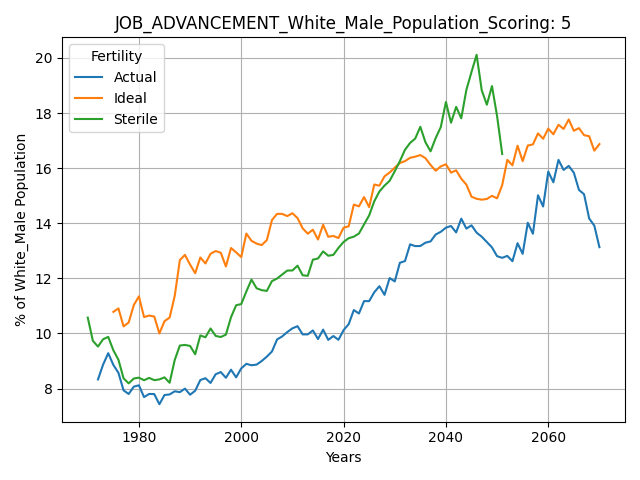 JOB_ADVANCEMENT_White_Male_Population_Scoring: 5
Fertility
Actual
Ideal
Sterile
% of White_Male Population
20
18
16
14
12
10
8
1980 2000 2020 2040 2060
Years